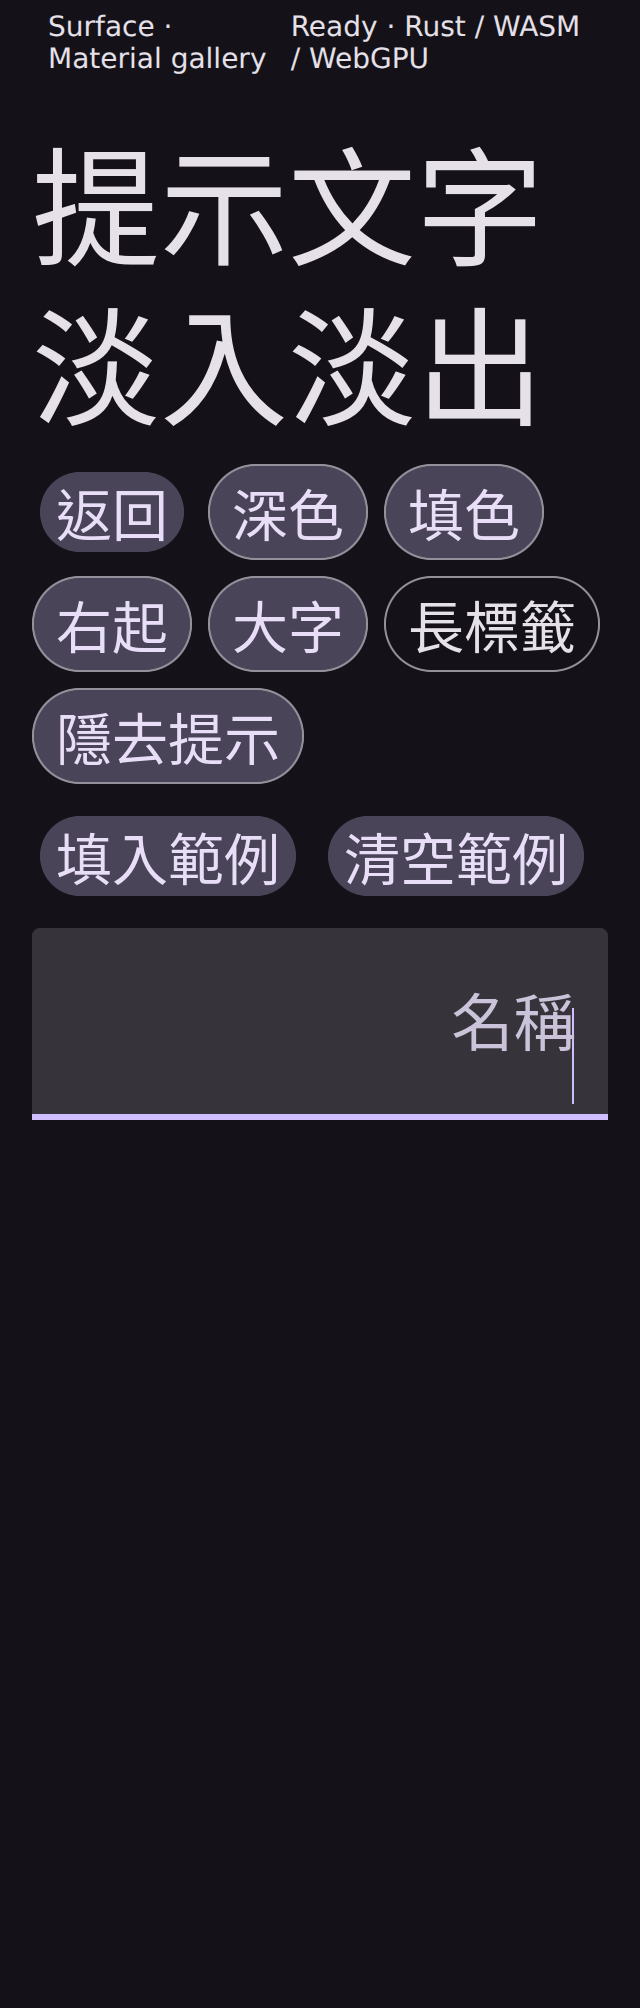 Surface ·
Material gallery
Ready · Rust / WASM
/ WebGPU
提示文字
淡入淡出
返回 深色 填色
右起 大字 長標籤
隱去提示
填入範例 清空範例
名稱